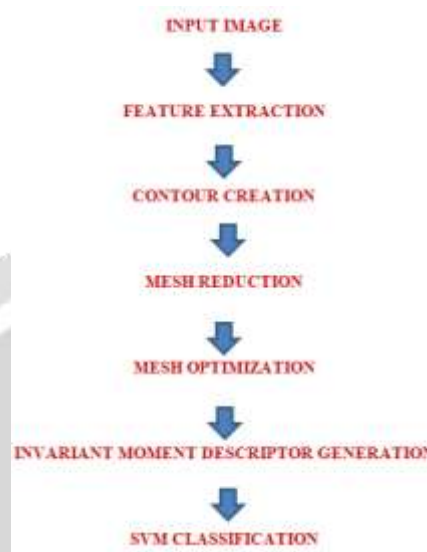 INPUT IMAGE
FEATURE EXTRACTION
CONTOUR CREATION
MESH REDUCTION
MESH OPTIMIZATION
INVARIANT MOMENT DESCRIPTOR GENERATION
SVM CLASSIFICATION